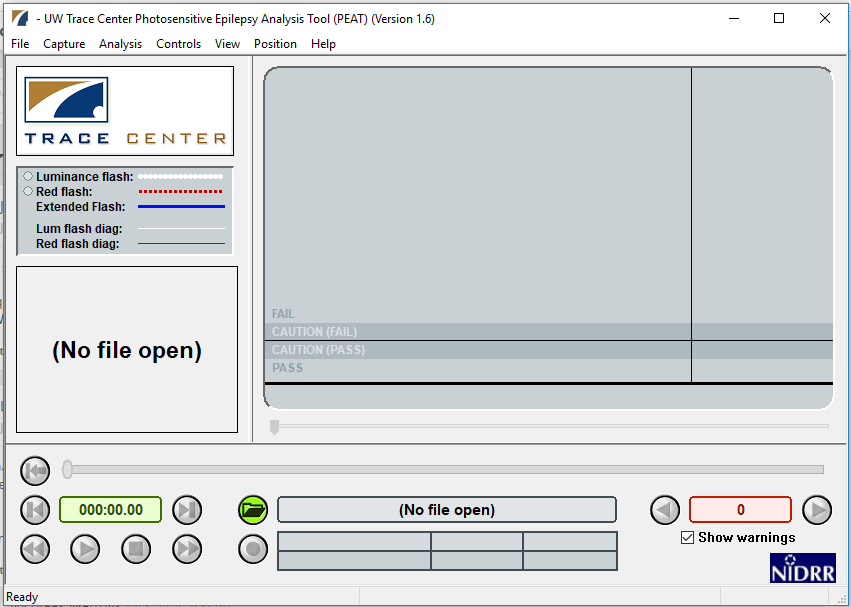 - UW Trace Center Photosensitive Epilepsy Analysis Tool (PEAT) (Version 1.6)
File Capture Analysis Controls View Position Help
TRACE CENTER
Luminance flash:
Red flash:
Extended Flash:
Lum flash diag:
Red flash diag:
(No file open)
FAIL
CAUTION (FAIL)
CAUTION (PASS)
PASS
000:00.00
(No file open)
0
Show warnings
NIDRR
Ready